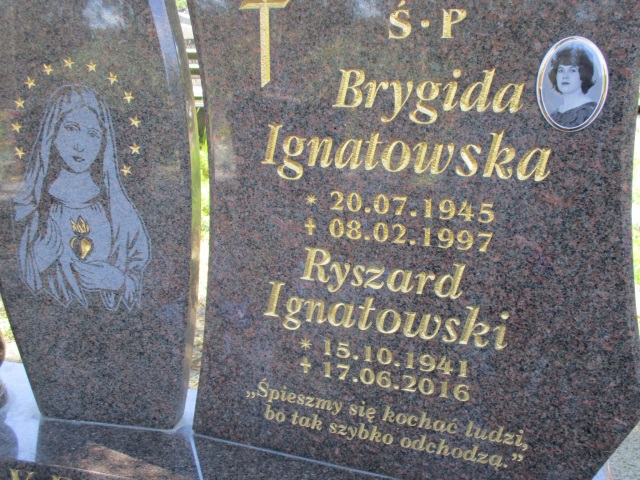 Ś·P
Brygida
Ignatowska
* 20.07.1945
+ 08.02.1997
Ryszard
Ignatowski
* 15.10.1941
+ 17.06.2016
„Śpieszmy się kochać ludzi,
bo tak szybko odchodzą.”